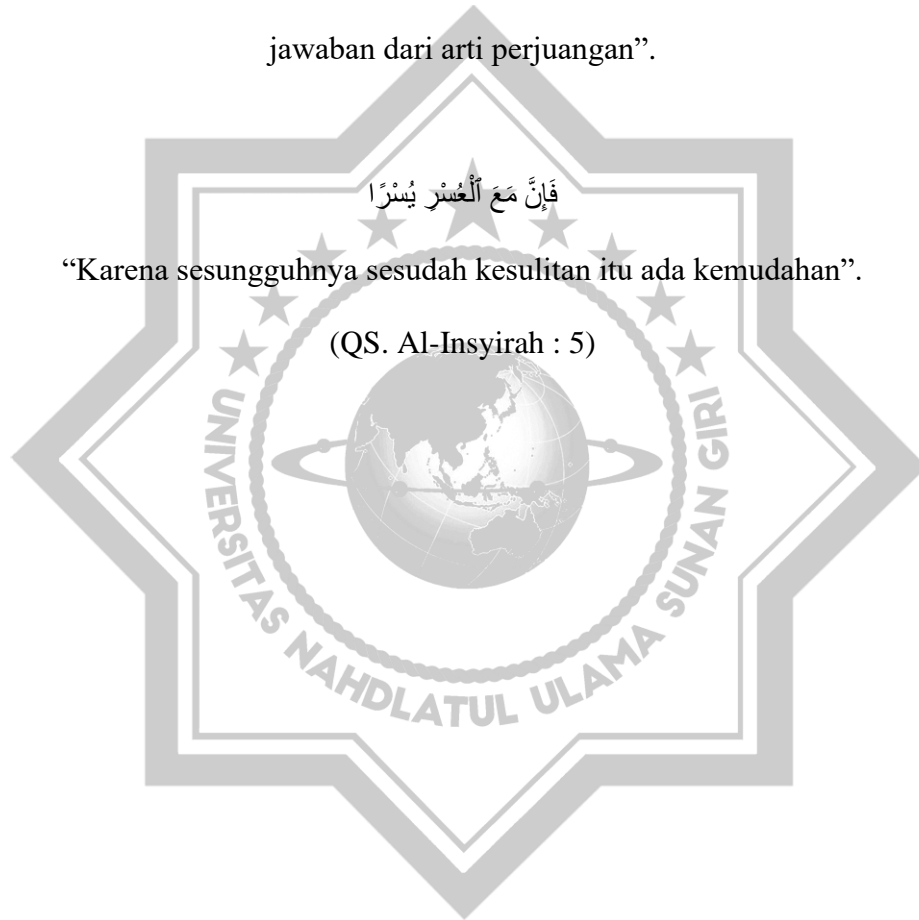 jawaban dari arti perjuangan”.
فَإِنَّ مَعَ ٱلْعُسْرِ يُسْرًا
“Karena sesungguhnya sesudah kesulitan itu ada kemudahan”.
(QS. Al-Insyirah : 5)
UNIVERSITAS NAHDLATUL ULAMA SUNAN GIRI